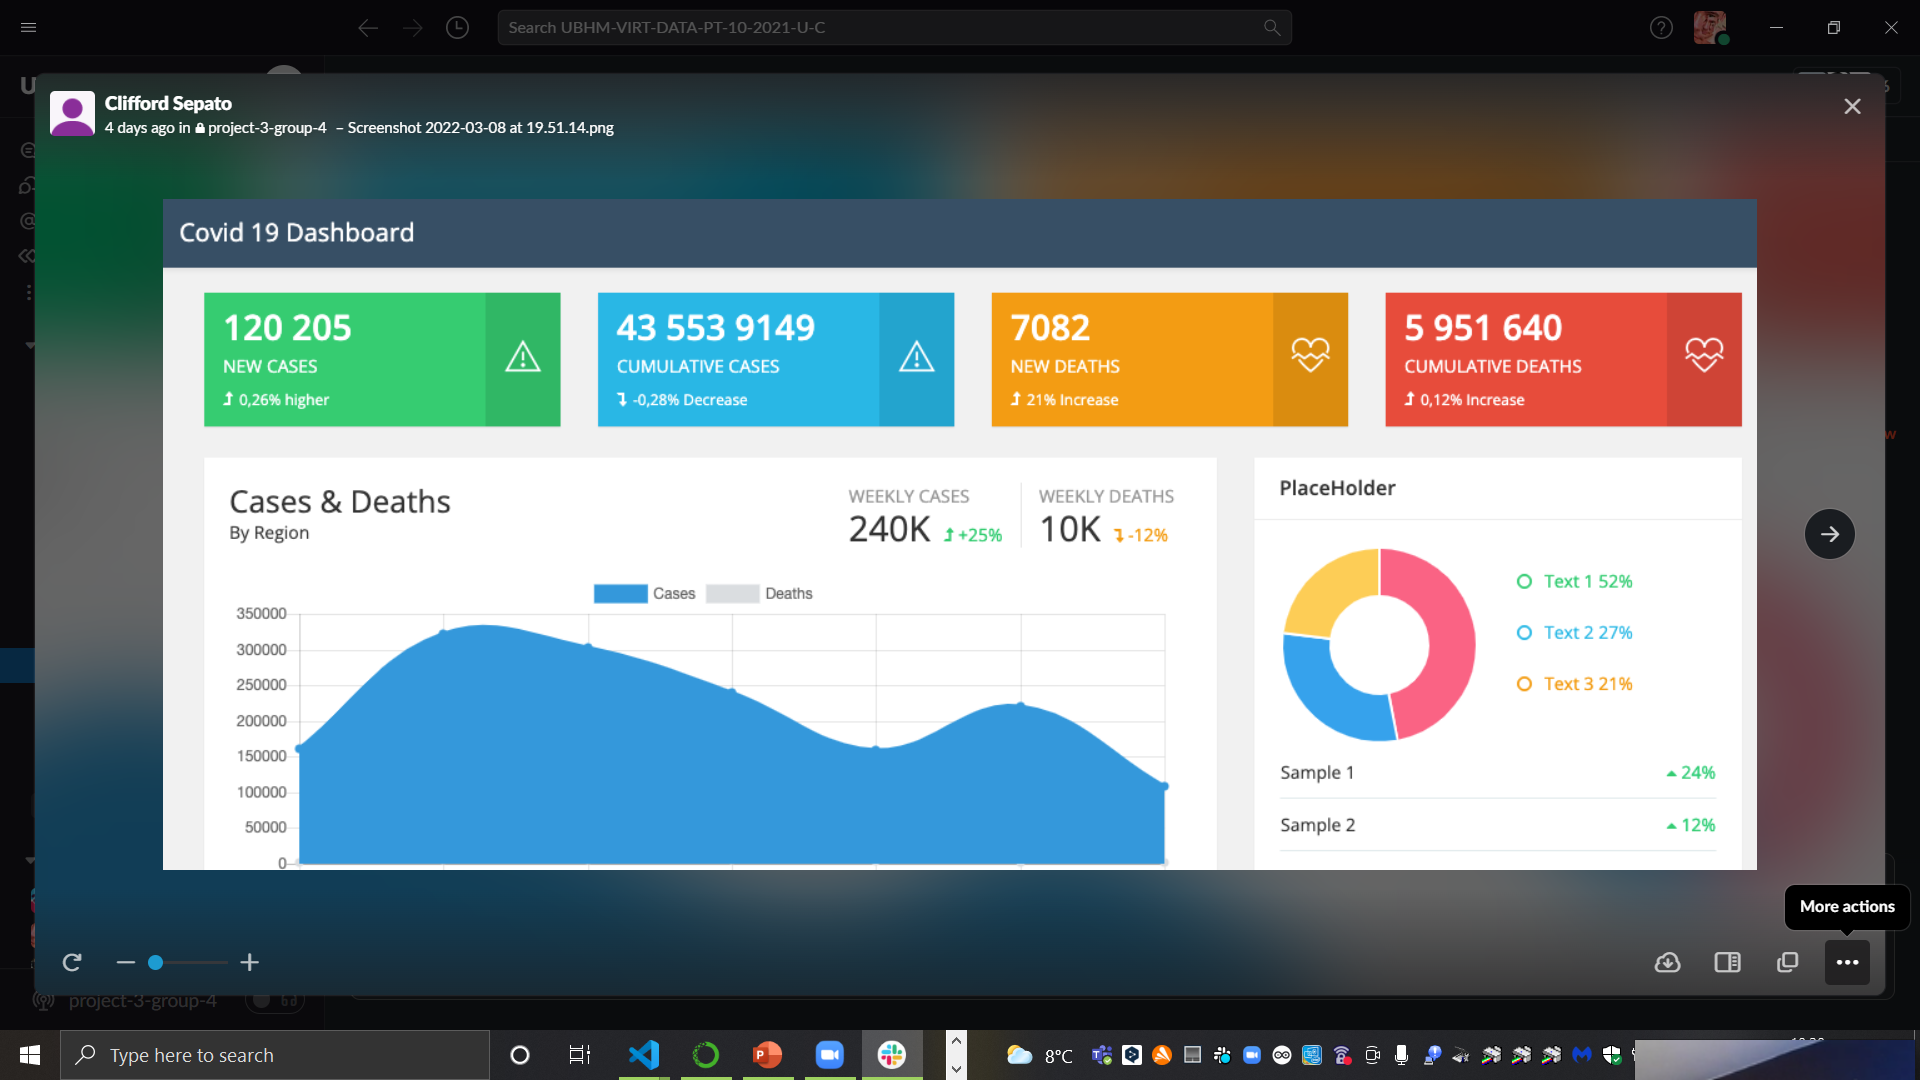 Search UBHM-VIRT-DATA-PT-10-2021-U-C
U
Clifford Sepato
4 days ago in project-3-group-4 – Screenshot 2022-03-08 at 19.51.14.png
Covid 19 Dashboard
120 205
NEW CASES
0,26% higher
43 553 9149
CUMULATIVE CASES
-0,28% Decrease
7082
NEW DEATHS
21% Increase
5 951 640
CUMULATIVE DEATHS
0,12% Increase
Cases & Deaths
By Region
WEEKLY CASES
240K +25%
WEEKLY DEATHS
10K -12%
Cases Deaths
350000
300000
250000
200000
150000
100000
50000
0
PlaceHolder
Text 1 52%
Text 2 27%
Text 3 21%
Sample 1 24%
Sample 2 12%
More actions
project-3-group-4
Type here to search
8°C